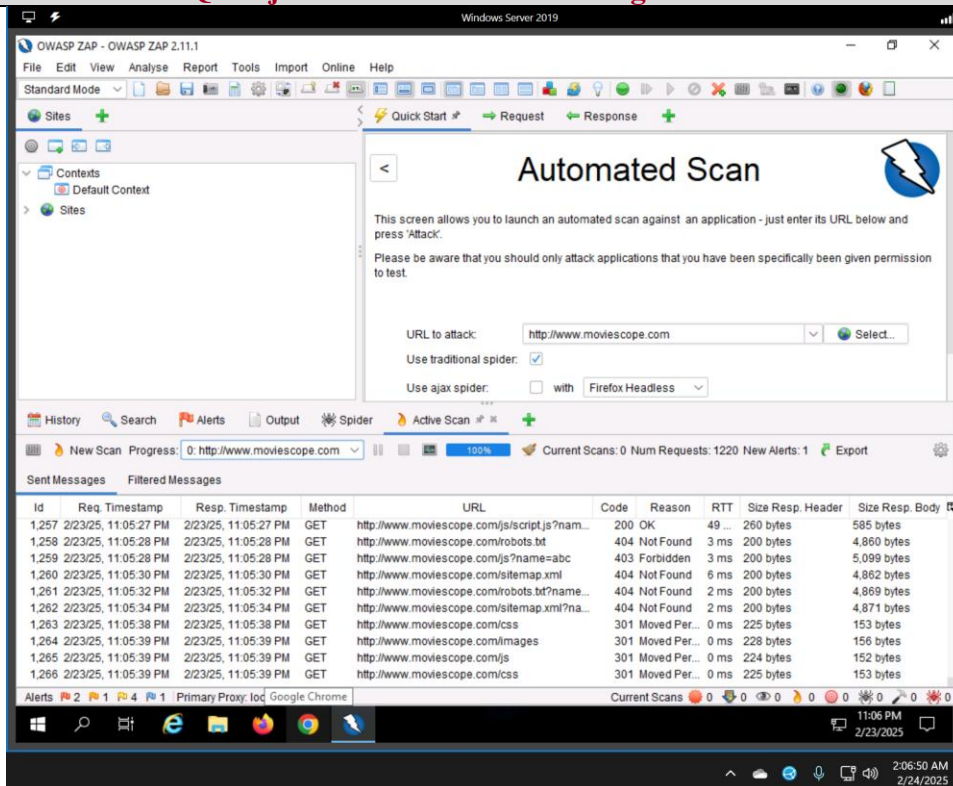 Windows Server 2019
OWASP ZAP - OWASP ZAP 2.11.1
File Edit View Analyse Report Tools Import Online Help
Standard Mode
Sites
Quick Start Request Response
Contexts
Default Context
Sites
<
Automated Scan
This screen allows you to launch an automated scan against an application - just enter its URL below and
press 'Attack'.
Please be aware that you should only attack applications that you have been specifically been given permission
to test.
URL to attack: http://www.moviescope.com Select...
Use traditional spider:
Use ajax spider: with Firefox Headless
History Search Alerts Output Spider Active Scan
New Scan Progress: 0: http://www.moviescope.com 100% Current Scans: 0 Num Requests: 1220 New Alerts: 1 Export
Sent Messages Filtered Messages
Id Req. Timestamp Resp. Timestamp Method URL Code Reason RTT Size Resp. Header Size Resp. Body
1,257 2/23/25, 11:05:27 PM 2/23/25, 11:05:27 PM GET http://www.moviescope.com/js/script.js?nam... 200 OK 49 ... 260 bytes 585 bytes
1,258 2/23/25, 11:05:28 PM 2/23/25, 11:05:28 PM GET http://www.moviescope.com/robots.txt 404 Not Found 3 ms 200 bytes 4,860 bytes
1,259 2/23/25, 11:05:28 PM 2/23/25, 11:05:28 PM GET http://www.moviescope.com/js?name=abc 403 Forbidden 3 ms 200 bytes 5,099 bytes
1,260 2/23/25, 11:05:30 PM 2/23/25, 11:05:30 PM GET http://www.moviescope.com/sitemap.xml 404 Not Found 6 ms 200 bytes 4,862 bytes
1,261 2/23/25, 11:05:32 PM 2/23/25, 11:05:32 PM GET http://www.moviescope.com/robots.txt?name... 404 Not Found 2 ms 200 bytes 4,869 bytes
1,262 2/23/25, 11:05:34 PM 2/23/25, 11:05:34 PM GET http://www.moviescope.com/sitemap.xml?na... 404 Not Found 2 ms 200 bytes 4,871 bytes
1,263 2/23/25, 11:05:38 PM 2/23/25, 11:05:38 PM GET http://www.moviescope.com/css 301 Moved Per... 0 ms 225 bytes 153 bytes
1,264 2/23/25, 11:05:39 PM 2/23/25, 11:05:39 PM GET http://www.moviescope.com/images 301 Moved Per... 0 ms 228 bytes 156 bytes
1,265 2/23/25, 11:05:39 PM 2/23/25, 11:05:39 PM GET http://www.moviescope.com/js 301 Moved Per... 0 ms 224 bytes 152 bytes
1,266 2/23/25, 11:05:39 PM 2/23/25, 11:05:39 PM GET http://www.moviescope.com/css 301 Moved Per... 0 ms 225 bytes 153 bytes
Alerts 2 1 4 1 Primary Proxy: loc Google Chrome Current Scans 0 0 0 0 0 0 0 0
11:06 PM
2/23/2025
2:06:50 AM
2/24/2025